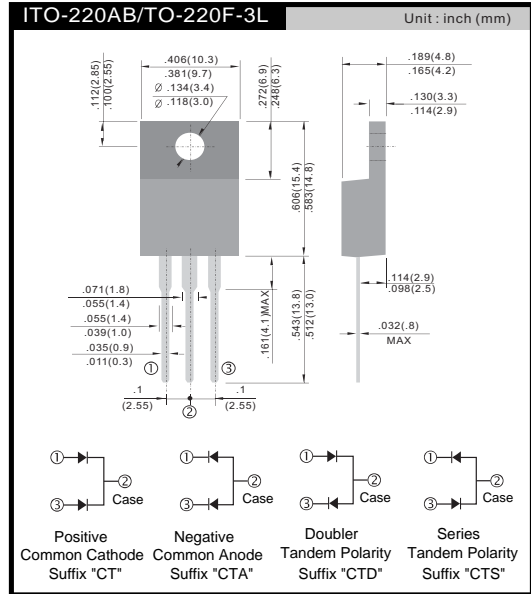 ITO-220AB/TO-220F-3L
Unit : inch (mm)
.406(10.3)
.381(9.7)
Ø .134(3.4)
Ø .118(3.0)
.112(2.85)
.100(2.55)
.272(6.9)
.248(6.3)
.189(4.8)
.165(4.2)
.130(3.3)
.114(2.9)
.606(15.4)
.583(14.8)
.071(1.8)
.055(1.4)
.055(1.4)
.039(1.0)
.035(0.9)
.011(0.3)
.161(4.1)MAX
.543(13.8)
.512(13.0)
.114(2.9)
.098(2.5)
.032(.8)
MAX
① ③
.1 .1
(2.55) ② (2.55)
① ② ③ Case
① ② ③ Case
① ② ③ Case
① ② ③ Case
Positive
Common Cathode
Suffix "CT"
Negative
Common Anode
Suffix "CTA"
Doubler
Tandem Polarity
Suffix "CTD"
Series
Tandem Polarity
Suffix "CTS"